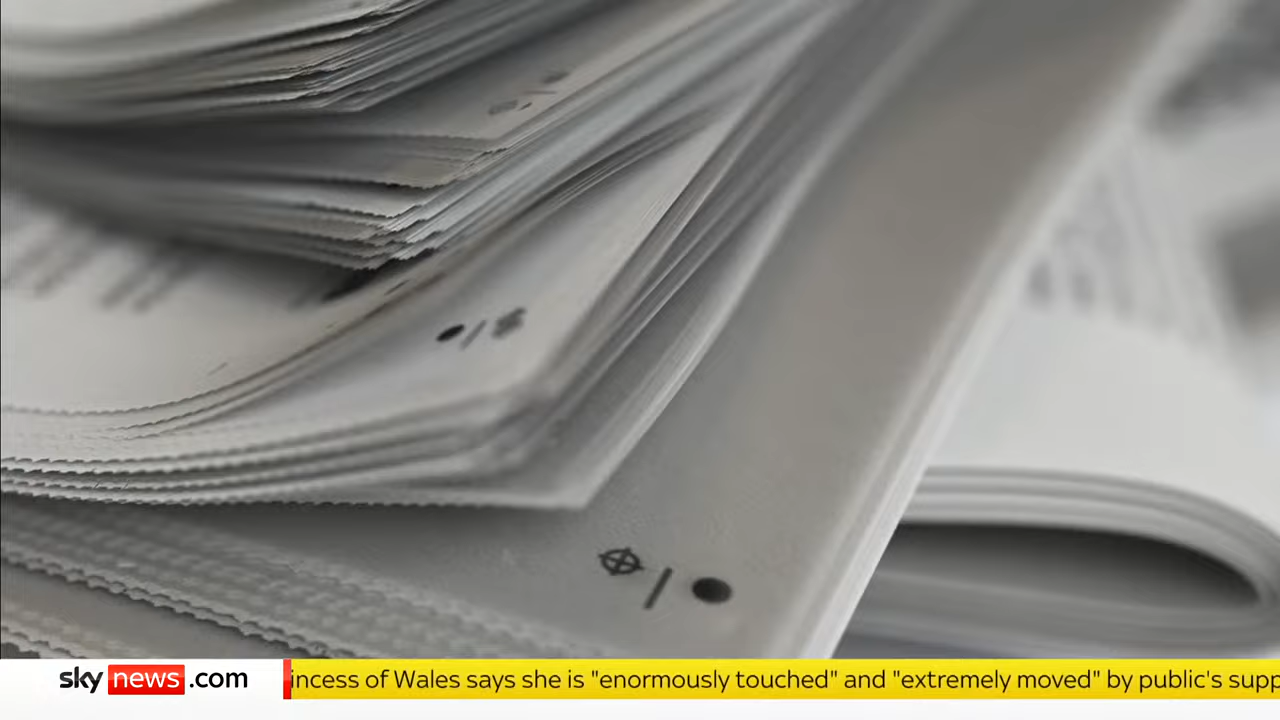 sky news.com
incess of Wales says she is "enormously touched" and "extremely moved" by public's supp